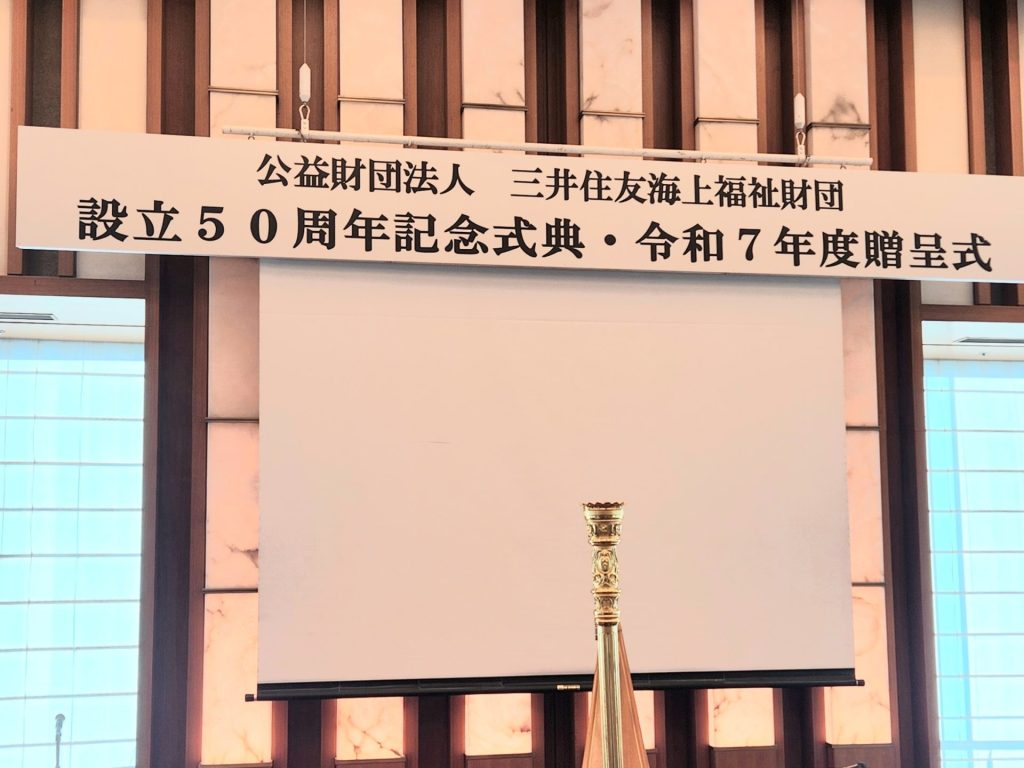 公益財団法人　三井住友海上福祉財団
設立５０周年記念式典・令和７年度贈呈式